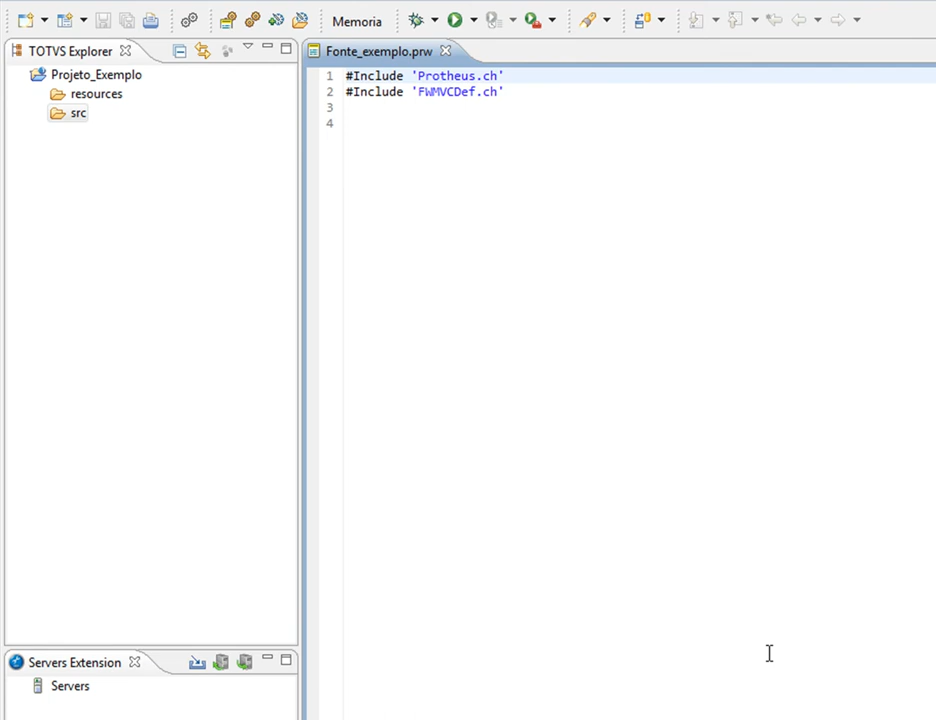 Memoria
TOTVS Explorer
Projeto_Exemplo
resources
src
Fonte_exemplo.prw
1 #Include 'Protheus.ch'
2 #Include 'FWMVCDef.ch'
3
4
Servers Extension
Servers